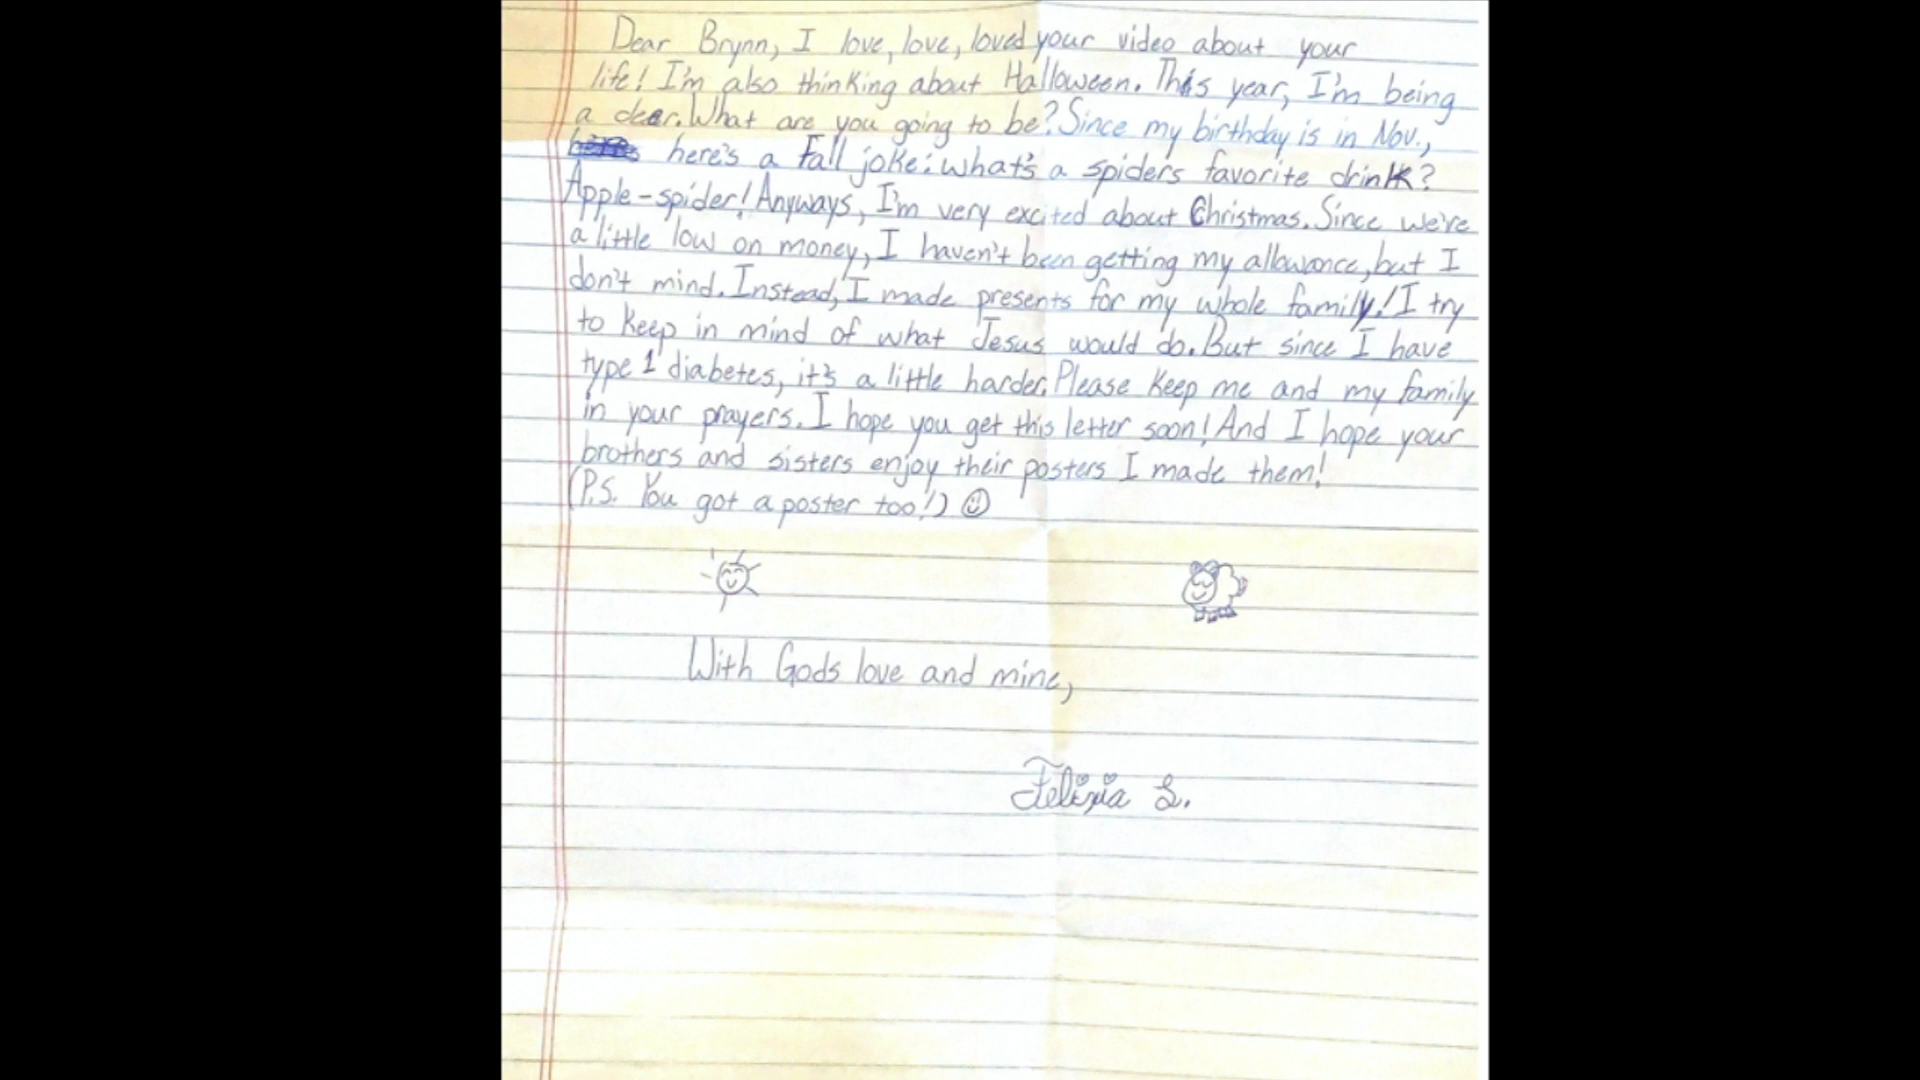 Dear Brynn, I love, love, loved your video about your
life! I'm also thinking about Halloween. This year, I'm being
a deer. What are you going to be? Since my birthday is in Nov.,
here's a Fall joke: what's a spiders favorite drink?
Apple-spider! Anyways, I'm very excited about Christmas. Since we're
a little low on money, I haven't been getting my allowance, but I
don't mind. Instead, I made presents for my whole family! I try
to keep in mind of what Jesus would do. But since I have
type 1 diabetes, it's a little harder. Please keep me and my family
in your prayers. I hope you get this letter soon! And I hope your
brothers and sisters enjoy their posters I made them!
(P.S. You got a poster too!)
With Gods love and mine,
S.